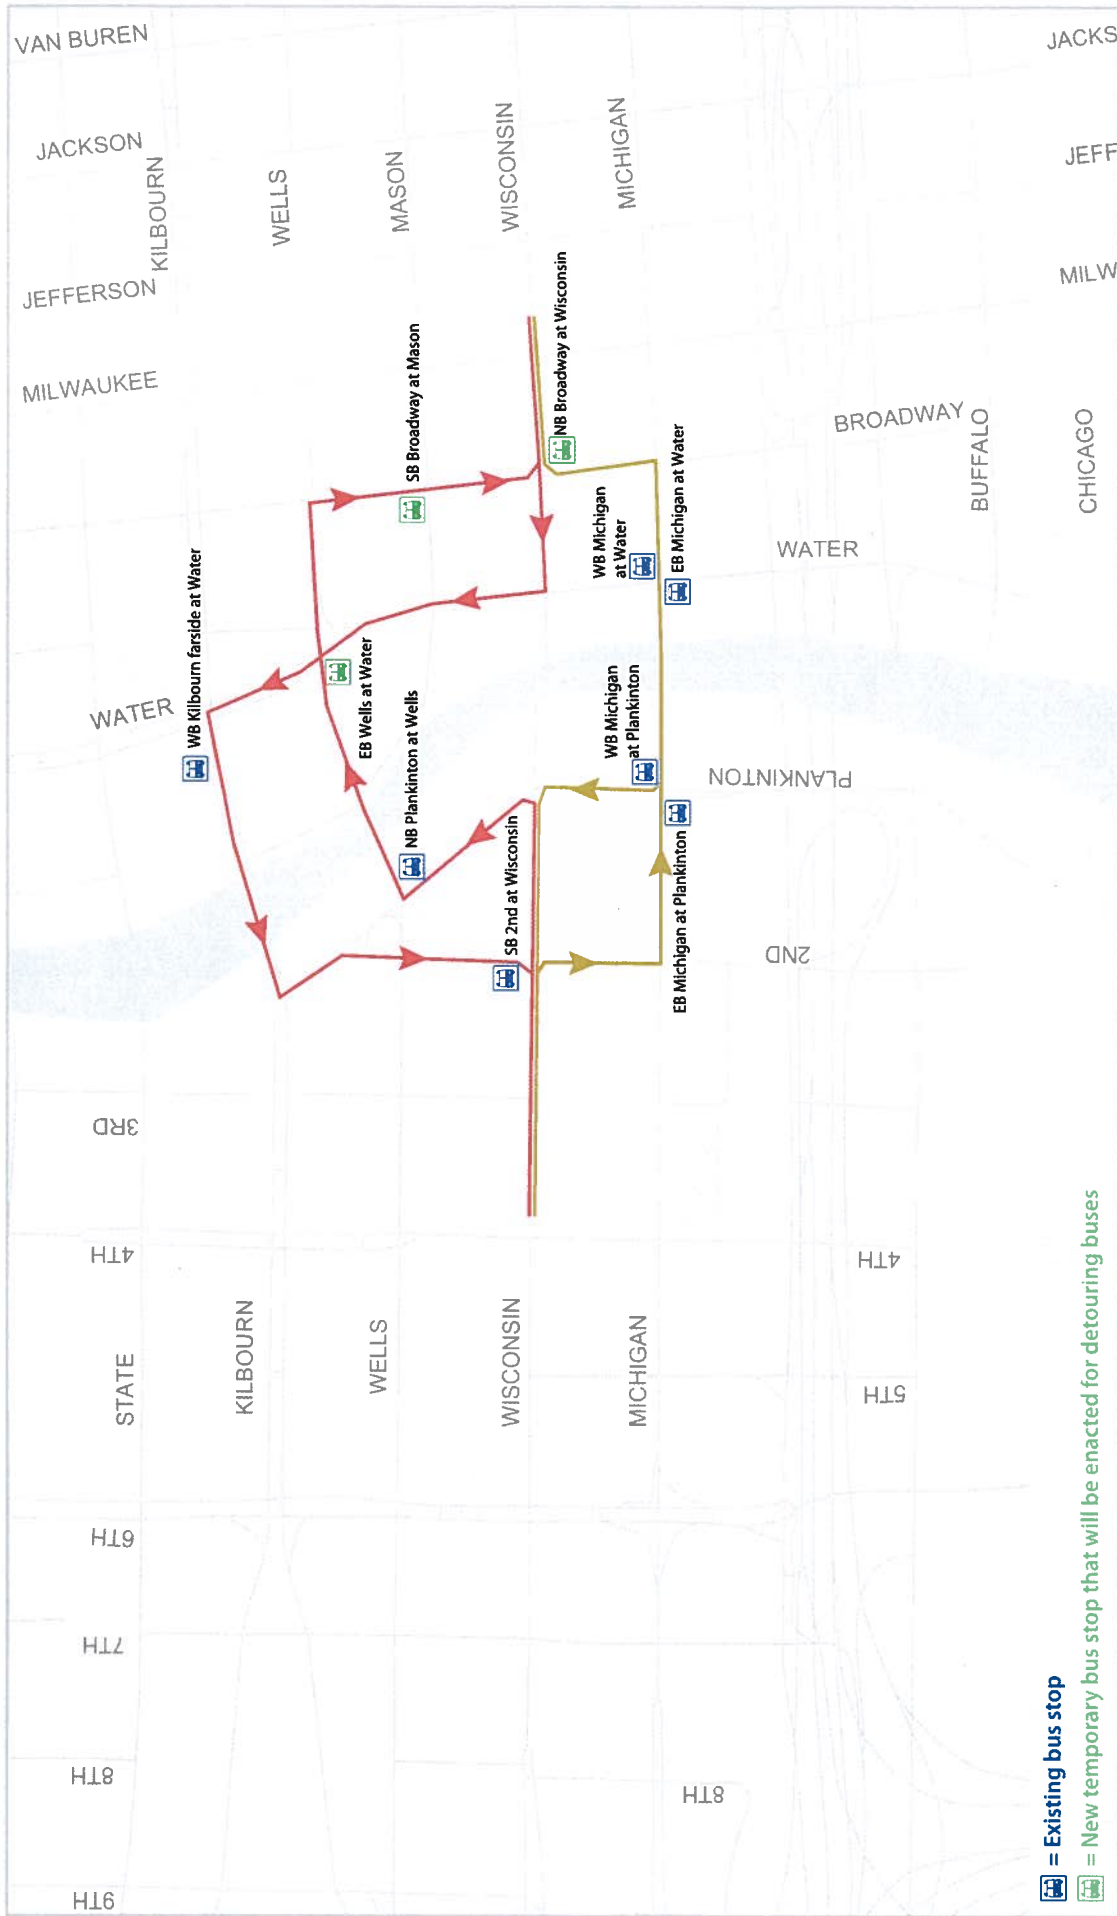 9TH
8TH
7TH
6TH
STATE
4TH
3RD
WATER
MILWAUKEE
JEFFERSON
JACKSON
VAN BUREN
KILBOURN
WB Kilbourn farside at Water
KILBOURN
WELLS
EB Wells at Water
WELLS
NB Plankinton at Wells
SB Broadway at Mason
MASON
WISCONSIN
SB 2nd at Wisconsin
WISCONSIN
NB Broadway at Wisconsin
MICHIGAN
WB Michigan
at Plankinton
WB Michigan
at Water
MICHIGAN
EB Michigan at Plankinton
EB Michigan at Water
8TH
5TH
4TH
2ND
PLANKINTON
WATER
BROADWAY
BUFFALO
CHICAGO
MILW
JEFF
JACKS
= Existing bus stop
= New temporary bus stop that will be enacted for detouring buses